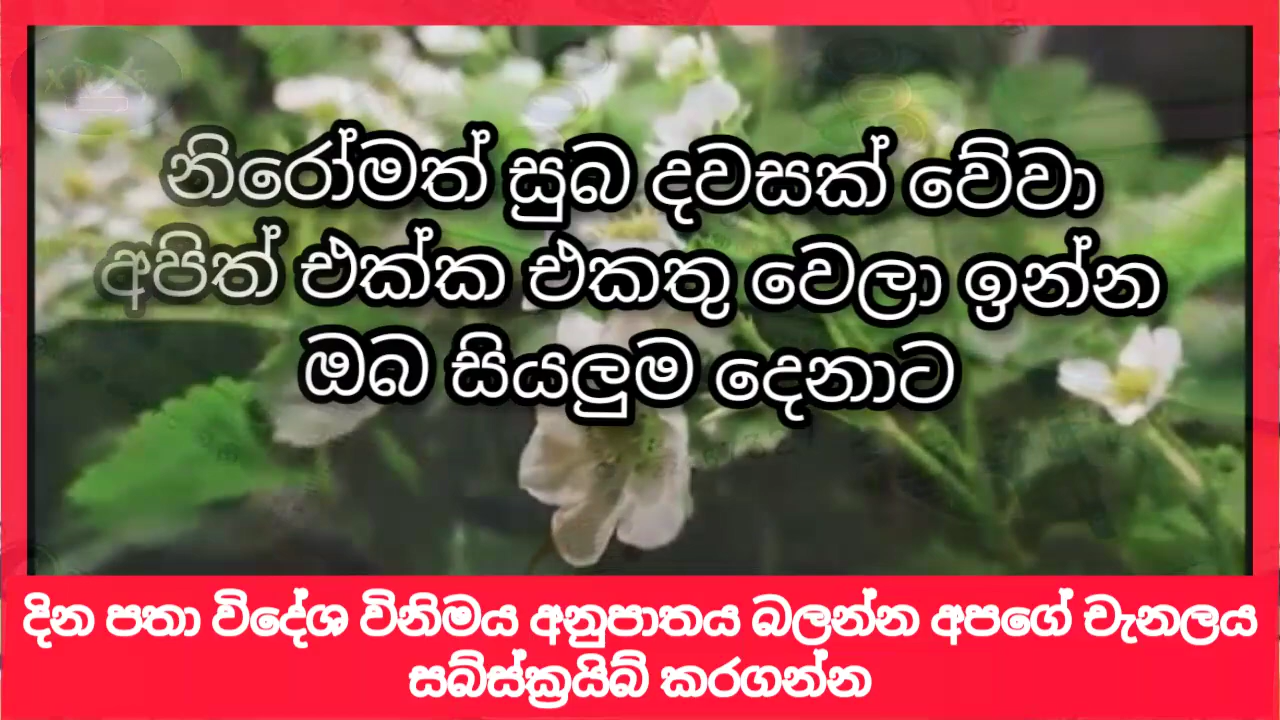 නිරෝමත් සුබ දවසක් වේවා
අපිත් එක්ක එකතු වෙලා ඉන්න
ඔබ සියලුම දෙනාට
දින පතා විදේශ විනිමය අනුපාතය බලන්න අපගේ චැනලය
සබ්ස්ක්‍රයිබ් කරගන්න